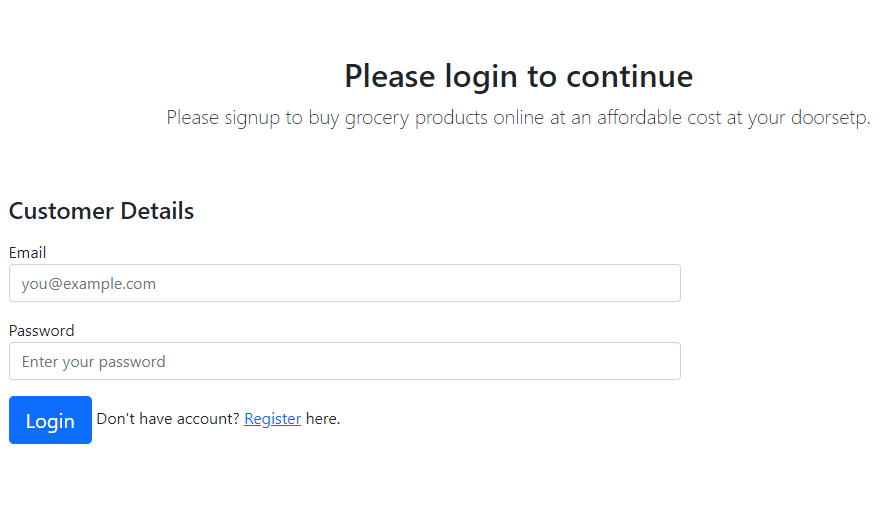 Please login to continue
Please signup to buy grocery products online at an affordable cost at your doorsetp.
Customer Details
Email
you@example.com
Password
Enter your password
Login Don't have account? Register here.